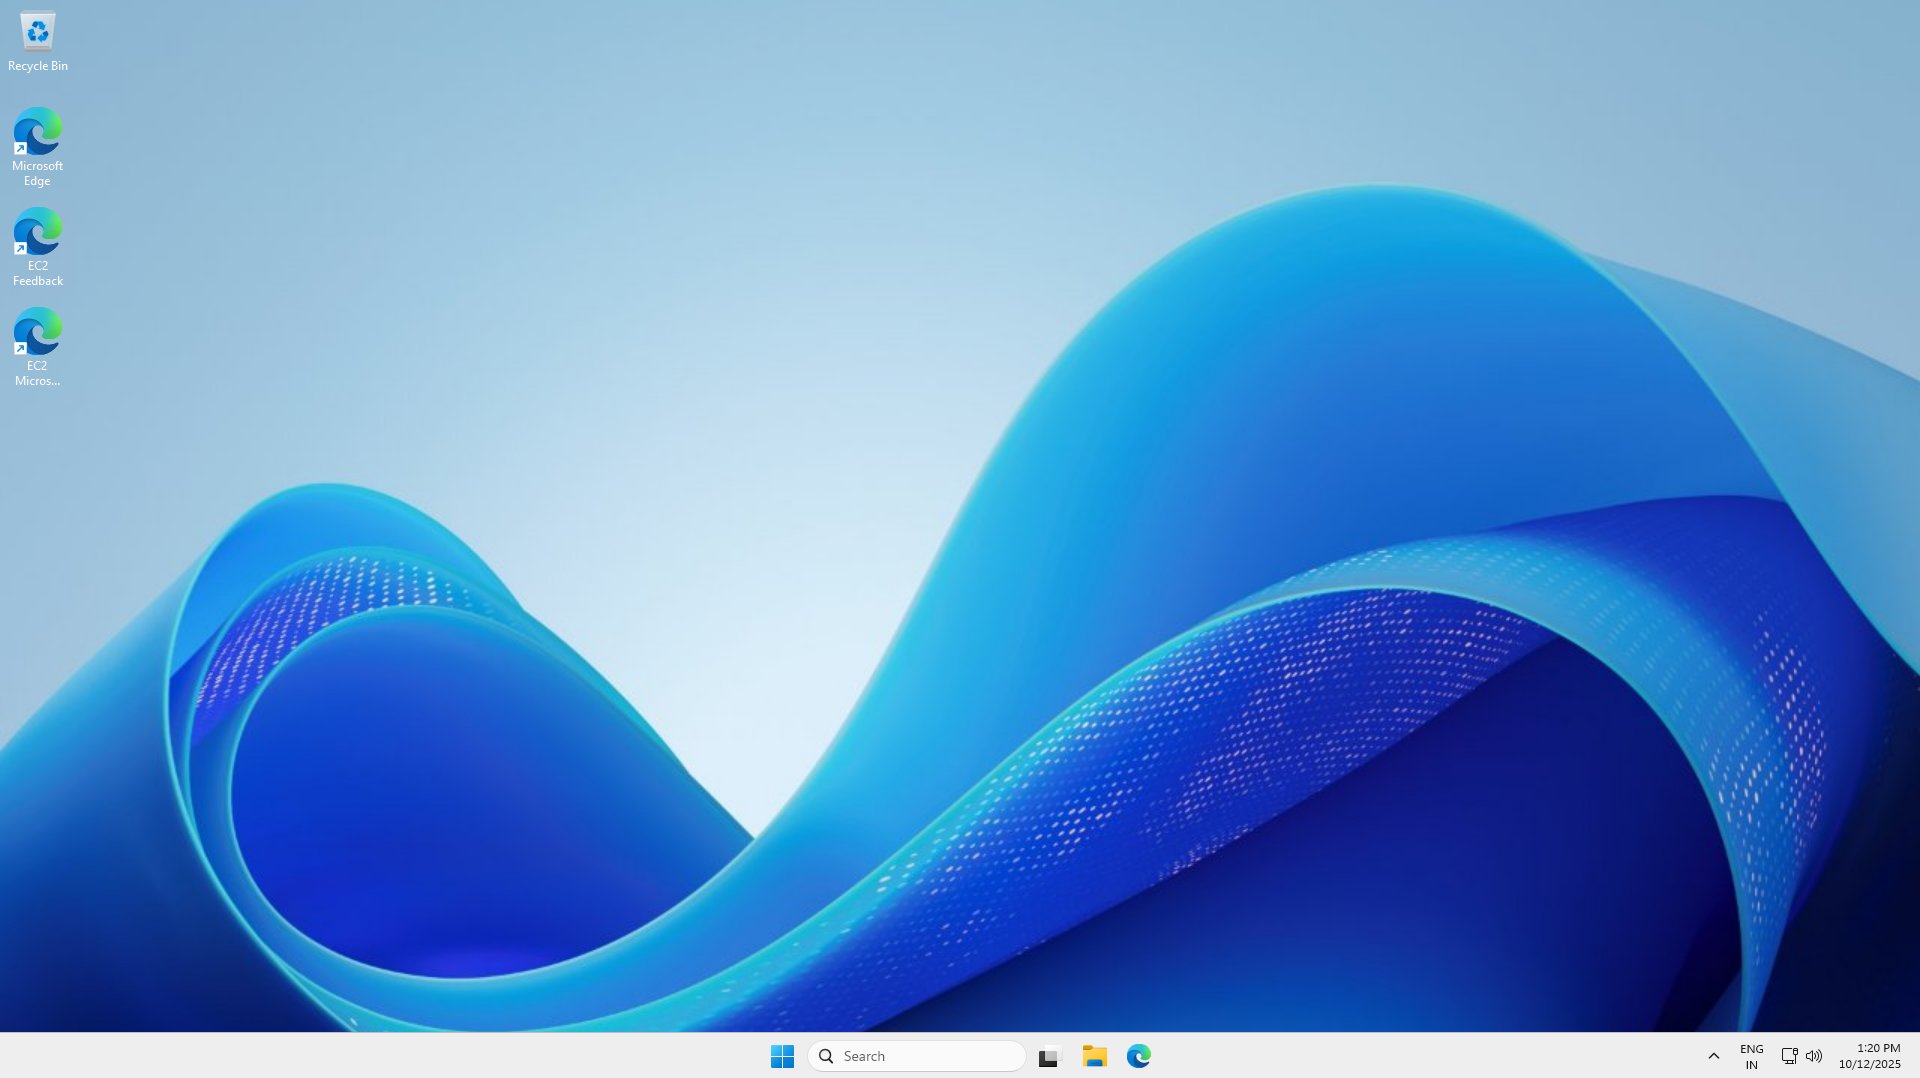 Recycle Bin
Microsoft
Edge
EC2
Feedback
EC2
Micros...
Search
ENG
IN
1:20 PM
10/12/2025